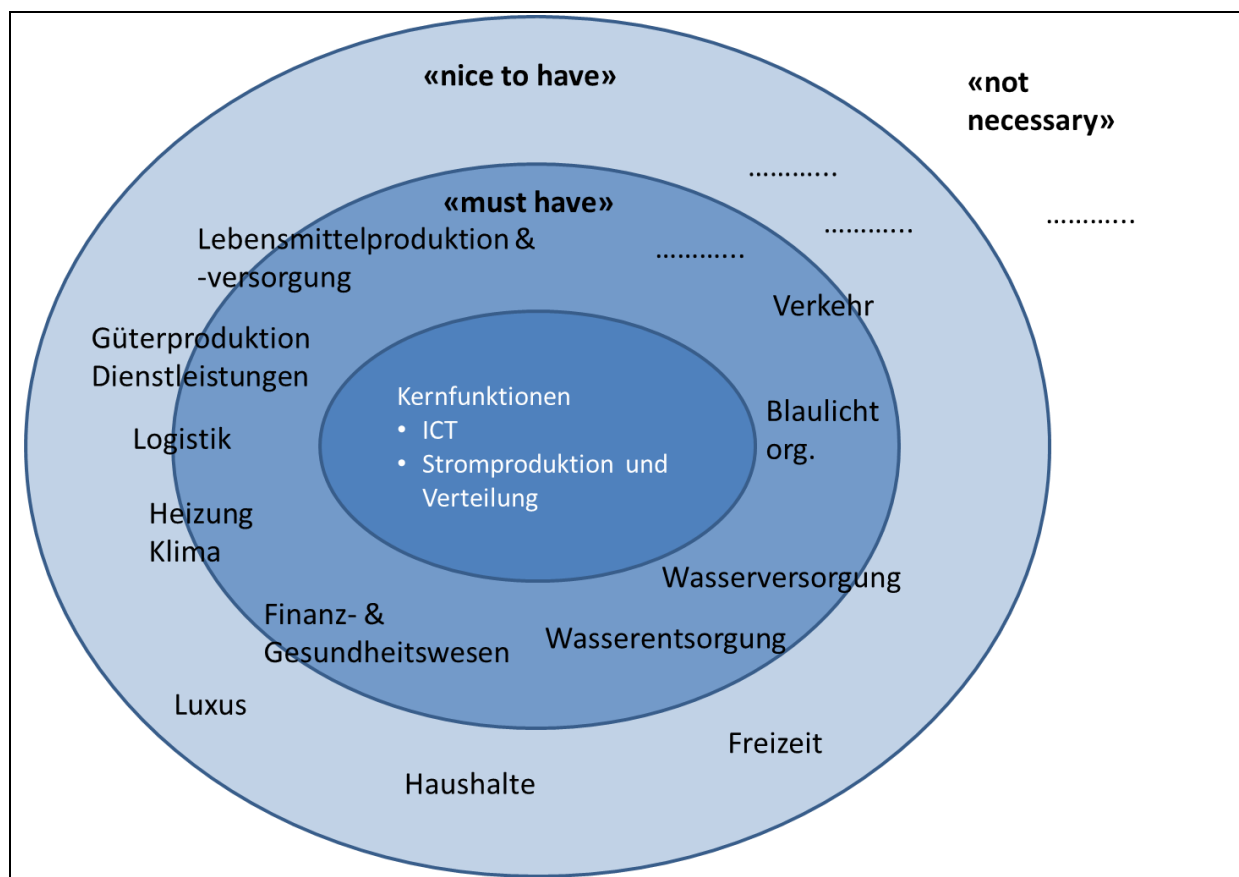 «nice to have»
«not
necessary»
………...
«must have»
………...
………...
Lebensmittelproduktion &
-versorgung
………...
Verkehr
Güterproduktion
Dienstleistungen
Kernfunktionen
• ICT
• Stromproduktion und
Verteilung
Blaulicht
org.
Logistik
Heizung
Klima
Wasserversorgung
Finanz- &
Gesundheitswesen
Wasserentsorgung
Luxus
Freizeit
Haushalte